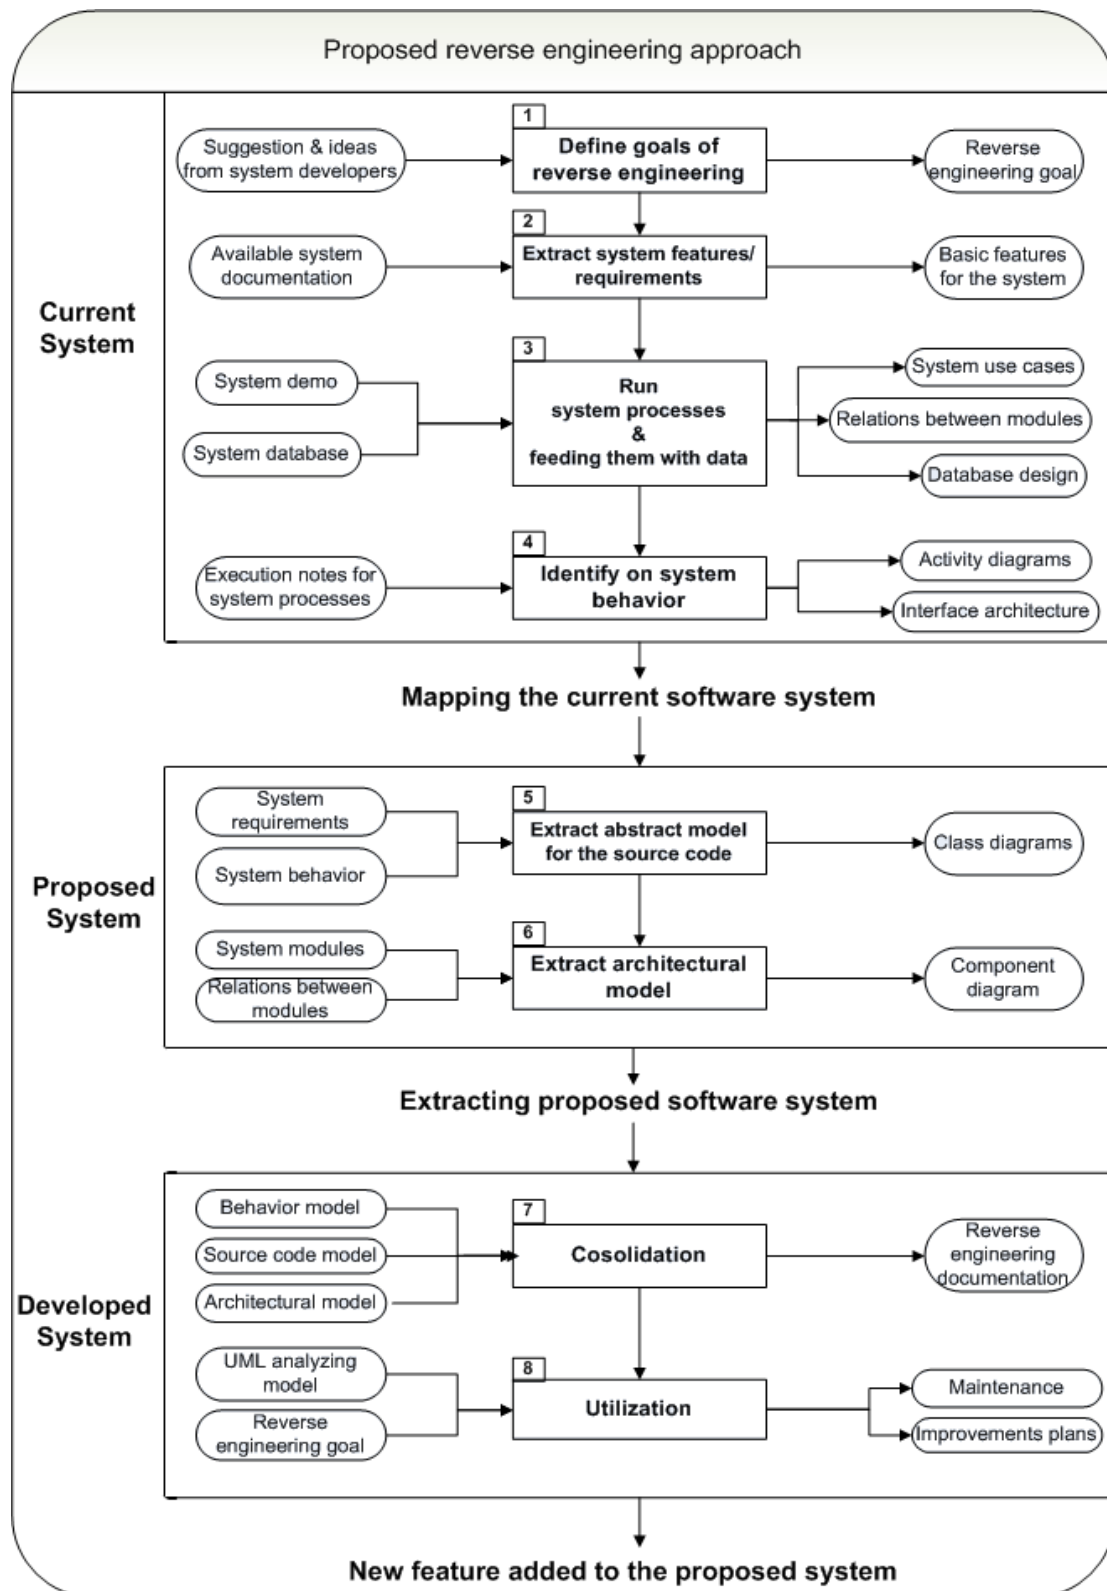 Proposed reverse engineering approach
Current
System
1
Suggestion & ideas
from system developers
Define goals of
reverse engineering
Reverse
engineering goal
2
Available system
documentation
Extract system features/
requirements
Basic features
for the system
3
System demo
System database
Run
system processes
&
feeding them with data
System use cases
Relations between modules
Database design
4
Execution notes for
system processes
Identify on system
behavior
Activity diagrams
Interface architecture
Mapping the current software system
Proposed
System
5
System
requirements
System behavior
Extract abstract model
for the source code
Class diagrams
6
System modules
Relations between
modules
Extract architectural
model
Component
diagram
Extracting proposed software system
Developed
System
7
Behavior model
Source code model
Architectural model
Cosolidation
Reverse
engineering
documentation
8
UML analyzing
model
Reverse
engineering goal
Utilization
Maintenance
Improvements plans
New feature added to the proposed system